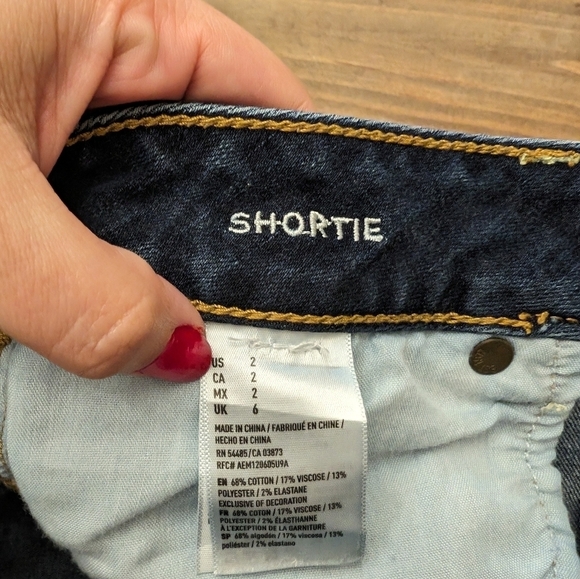 SHORTIE
US 2
CA 2
MX 2
UK 6
MADE IN CHINA / FABRIQUÉ EN CHINE /
HECHO EN CHINA
RN 54485/CA 03873
RFC# AEM120605U9A
EN 68% COTTON / 17% VISCOSE / 13%
POLYESTER / 2% ELASTANE
EXCLUSIVE OF DECORATION
FR 68% COTON / 17% VISCOSE / 13%
POLYESTER / 2% ÉLASTHANNE
À L'EXCEPTION DE LA GARNITURE
SP 68% algodón / 17% viscosa / 13%
poliéster / 2% elastano